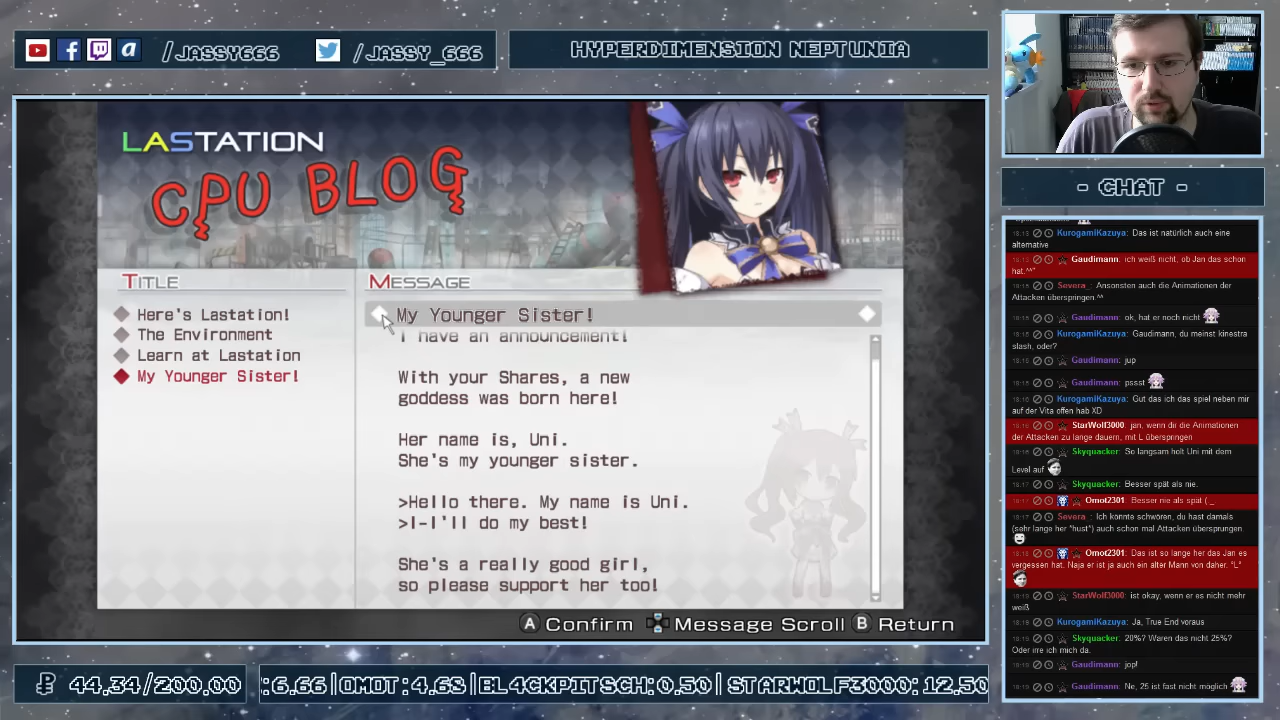 /JASSY666
/JASSY_666
HYPERDIMENSION NEPTUNIA
LASTATION
CPU BLOG
TITLE
Here's Lastation!
The Environment
Learn at Lastation
My Younger Sister!
MESSAGE
My Younger Sister!
I have an announcement!
With your Shares, a new
goddess was born here!
Her name is, Uni.
She's my younger sister.
>Hello there. My name is Uni.
>I-I'll do my best!
She's a really good girl,
so please support her too!
A Confirm Message Scroll B Return
- CHAT -
KurogamiKazuya: Das ist natürlich auch eine
alternative
Gaudimann: ich weiß nicht, ob Jan das schon
hat.^^"
Severa_: Ansonsten auch die Animationen der
Attacken überspringen.^^
Gaudimann: ok, hat er noch nicht
KurogamiKazuya: Gaudimann, du meinst kinestra
slash, oder?
Gaudimann: jup
Gaudimann: pssst
KurogamiKazuya: Gut das ich das spiel neben mir
auf der Vita offen hab XD
StarWolf3000: jan, wenn dir die Animationen
der Attacken zu lange dauern, mit L überspringen
Skyquacker: So langsam holt Uni mit dem
Level auf
18:17 Skyquacker: Besser spät als nie.
18:17 Omot2301: Besser nie als spät (._.
18:17 Severa_: Ich könnte schwören, du hast damals
(sehr lange her *hust*) auch schon mal Attacken übersprungen
Omot2301: Das ist so lange her das Jan es
vergessen hat. Naja er ist ja auch ein alter Mann von daher. °L°
StarWolf3000: ist okay, wenn er es nicht mehr
weiß
KurogamiKazuya: Ja, True End voraus
Skyquacker: 20%? Waren das nicht 25%?
Oder irre ich mich da.
Gaudimann: jop!
Gaudimann: Ne, 25 ist fast nicht möglich
44,34/200,00
:6,66 | OMOT:4,68 | BL4CKPITSCH:0,50 | STARWOLF3000: 12,50